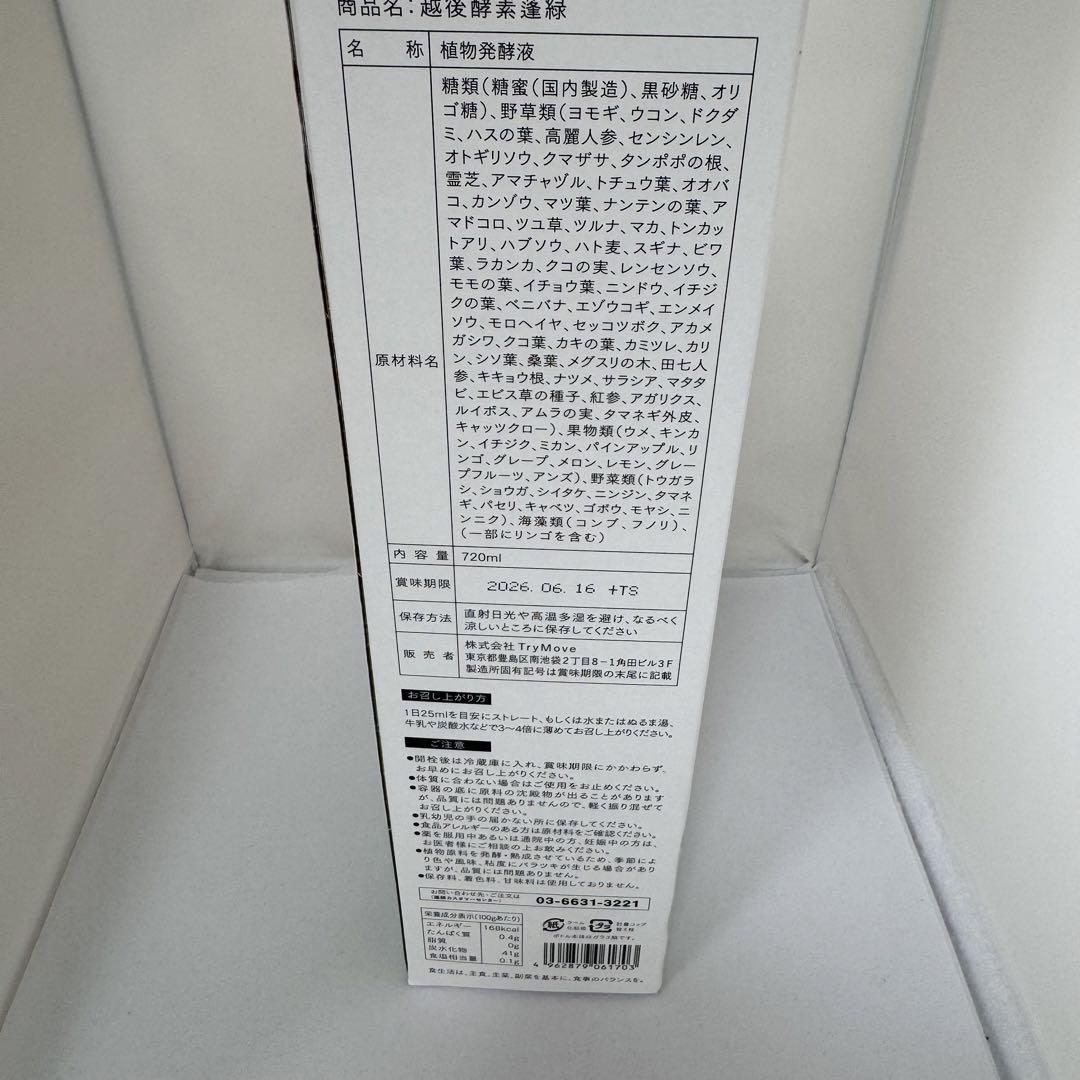 商品名:越後酵素蓬緑
名 称 植物発酵液
原材料名
糖類(糖蜜(国内製造)、黒砂糖、オリ
ゴ糖)、野草類(ヨモギ、ウコン、ドクダ
ミ、ハスの葉、高麗人参、センシンレン、
オトギリソウ、クマザサ、タンポポの根、
霊芝、アマチャヅル、トチュウ葉、オオバ
コ、カンゾウ、マツ葉、ナンテンの葉、ア
マドコロ、ツユ草、ツルナ、マカ、トンカッ
トアリ、ハブソウ、ハト麦、スギナ、ビワ
葉、ラカンカ、クコの実、レンセンソウ、
モモの葉、イチョウ葉、ニンドウ、イチジ
クの葉、ベニバナ、エゾウコギ、エンメイ
ソウ、モロヘイヤ、セッコツボク、アカメ
ガシワ、クコ葉、カキの葉、カミツレ、カリ
ン、シソ葉、桑葉、メグスリの木、田七人
参、キキョウ根、ナツメ、サラシア、マタタ
ビ、エビス草の種子、紅参、アガリクス、
ルイボス、アムラの実、タマネギ外皮、
キャッツクロー)、果物類(ウメ、キンカ
ン、イチジク、ミカン、パインアップル、リ
ンゴ、グレープ、メロン、レモン、グレー
プフルーツ、アンズ)、野菜類(トウガラ
シ、ショウガ、シイタケ、ニンジン、タマネ
ギ、パセリ、キャベツ、ゴボウ、モヤシ、ニ
ンニク)、海藻類(コンブ、フノリ)、
(一部にリンゴを含む)
内容量 720ml
賞味期限 2026.06.16 +TS
保存方法 直射日光や高温多湿を避け、なるべく
涼しいところに保存してください
販売者 株式会社TryMove
東京都豊島区南池袋2丁目8-1角田ビル3F
製造所固有記号は賞味期限の末尾に記載
お召し上がり方
1日25mlを目安にストレート、もしくは水またはぬるま湯、
牛乳や炭酸水などで3〜4倍に薄めてお召し上がりください。
ご注意
●開栓後は冷蔵庫に入れ、賞味期限にかかわらず、
お早めにお召し上がりください。
●体質に合わない場合はご使用をお止めください。
●容器の底に原料の沈殿物が出ることがあります
が、品質には問題ありませんので、軽く振り混ぜて
お召し上がりください。
●乳幼児の手の届かない所に保存してください。
●食品アレルギーのある方は原材料をご確認ください。
●薬を服用中あるいは通院中の方、妊娠中の方は、
お医者様にご相談の上お飲みください。
●植物原料を発酵・熟成させているため、季節によ
り色や風味、粘度にバラツキが生じる場合があり
ますが、品質には問題ありません。
●保存料、着色料、甘味料は使用しておりません。
お問い合わせ先・ご注文は
03-6631-3221
栄養成分表示(100gあたり)
エネルギー 168kcal
たんぱく質 0.4g
脂質 0g
炭水化物 41g
食塩相当量 0.1g
紙 ラベル
化粧箱
プラ
ボトル本体はガラス瓶です。
4 962879 061703
食生活は、主食、主菜、副菜を基本に、食事のバランスを。